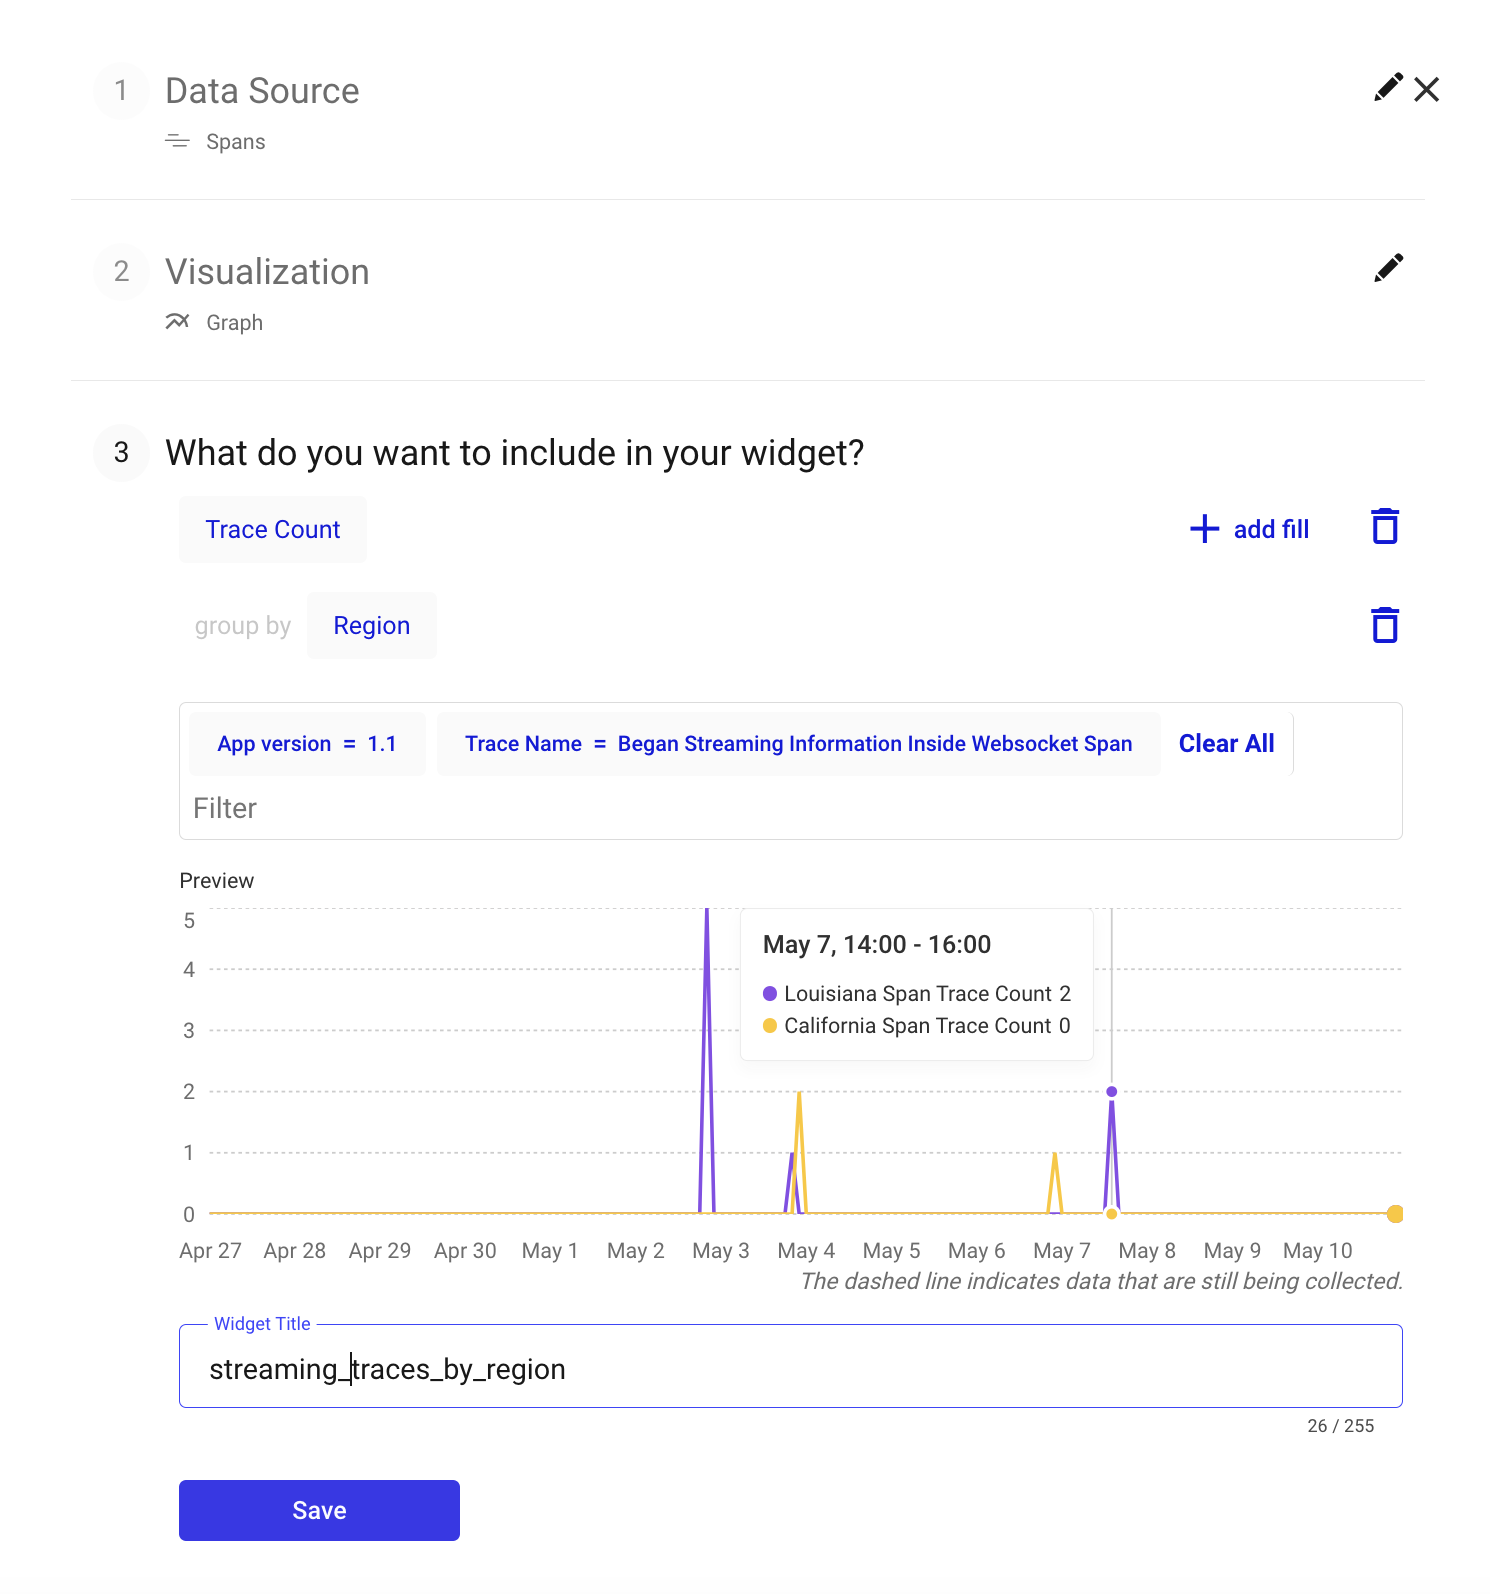 1 Data Source
Spans
2 Visualization
Graph
3 What do you want to include in your widget?
Trace Count + add fill
group by Region
App version = 1.1 Trace Name = Began Streaming Information Inside Websocket Span Clear All
Filter
Preview
5
4
3
2
1
0
May 7, 14:00 - 16:00
Louisiana Span Trace Count 2
California Span Trace Count 0
Apr 27 Apr 28 Apr 29 Apr 30 May 1 May 2 May 3 May 4 May 5 May 6 May 7 May 8 May 9 May 10
The dashed line indicates data that are still being collected.
Widget Title
streaming_traces_by_region
26 / 255
Save